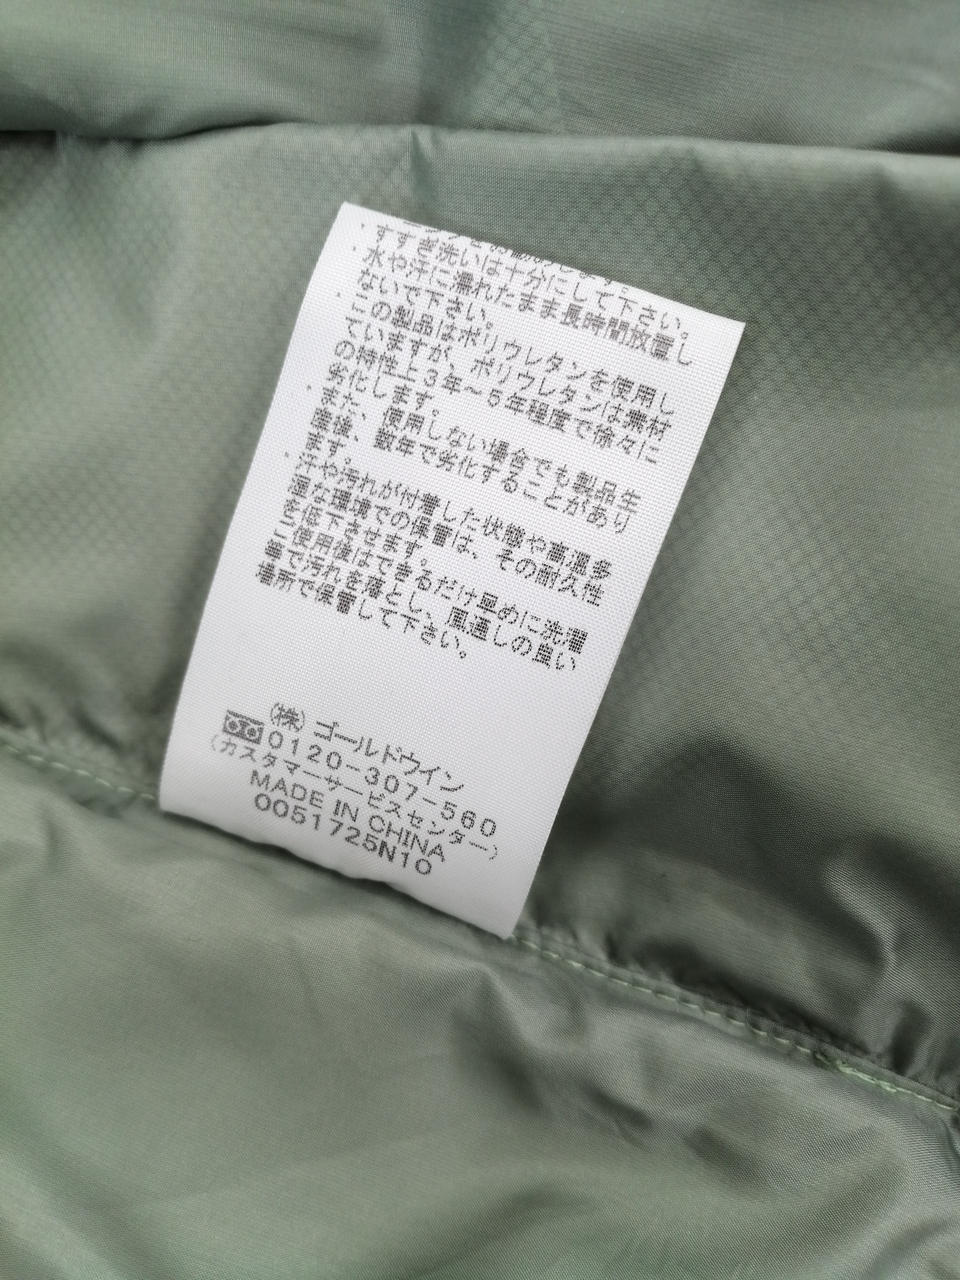 ・すすぎ洗いは十分にして下さい。
・水や汗に濡れたまま長時間放置し
ないで下さい。
・この製品はポリウレタンを使用し
ていますが、ポリウレタンは素材
の特性上3年～5年程度で徐々に
劣化します。
・また、使用しない場合でも製品生
産後、数年で劣化することがあり
ます。
・汗や汚れが付着した状態や高温多
湿な環境での保管は、その耐久性
を低下させます。
ご使用後はできるだけ早めに洗濯
等で汚れを落とし、風通しの良い
場所で保管して下さい。
(株)ゴールドウイン
0120-307-560
(カスタマーサービスセンター)
MADE IN CHINA
0051725N10